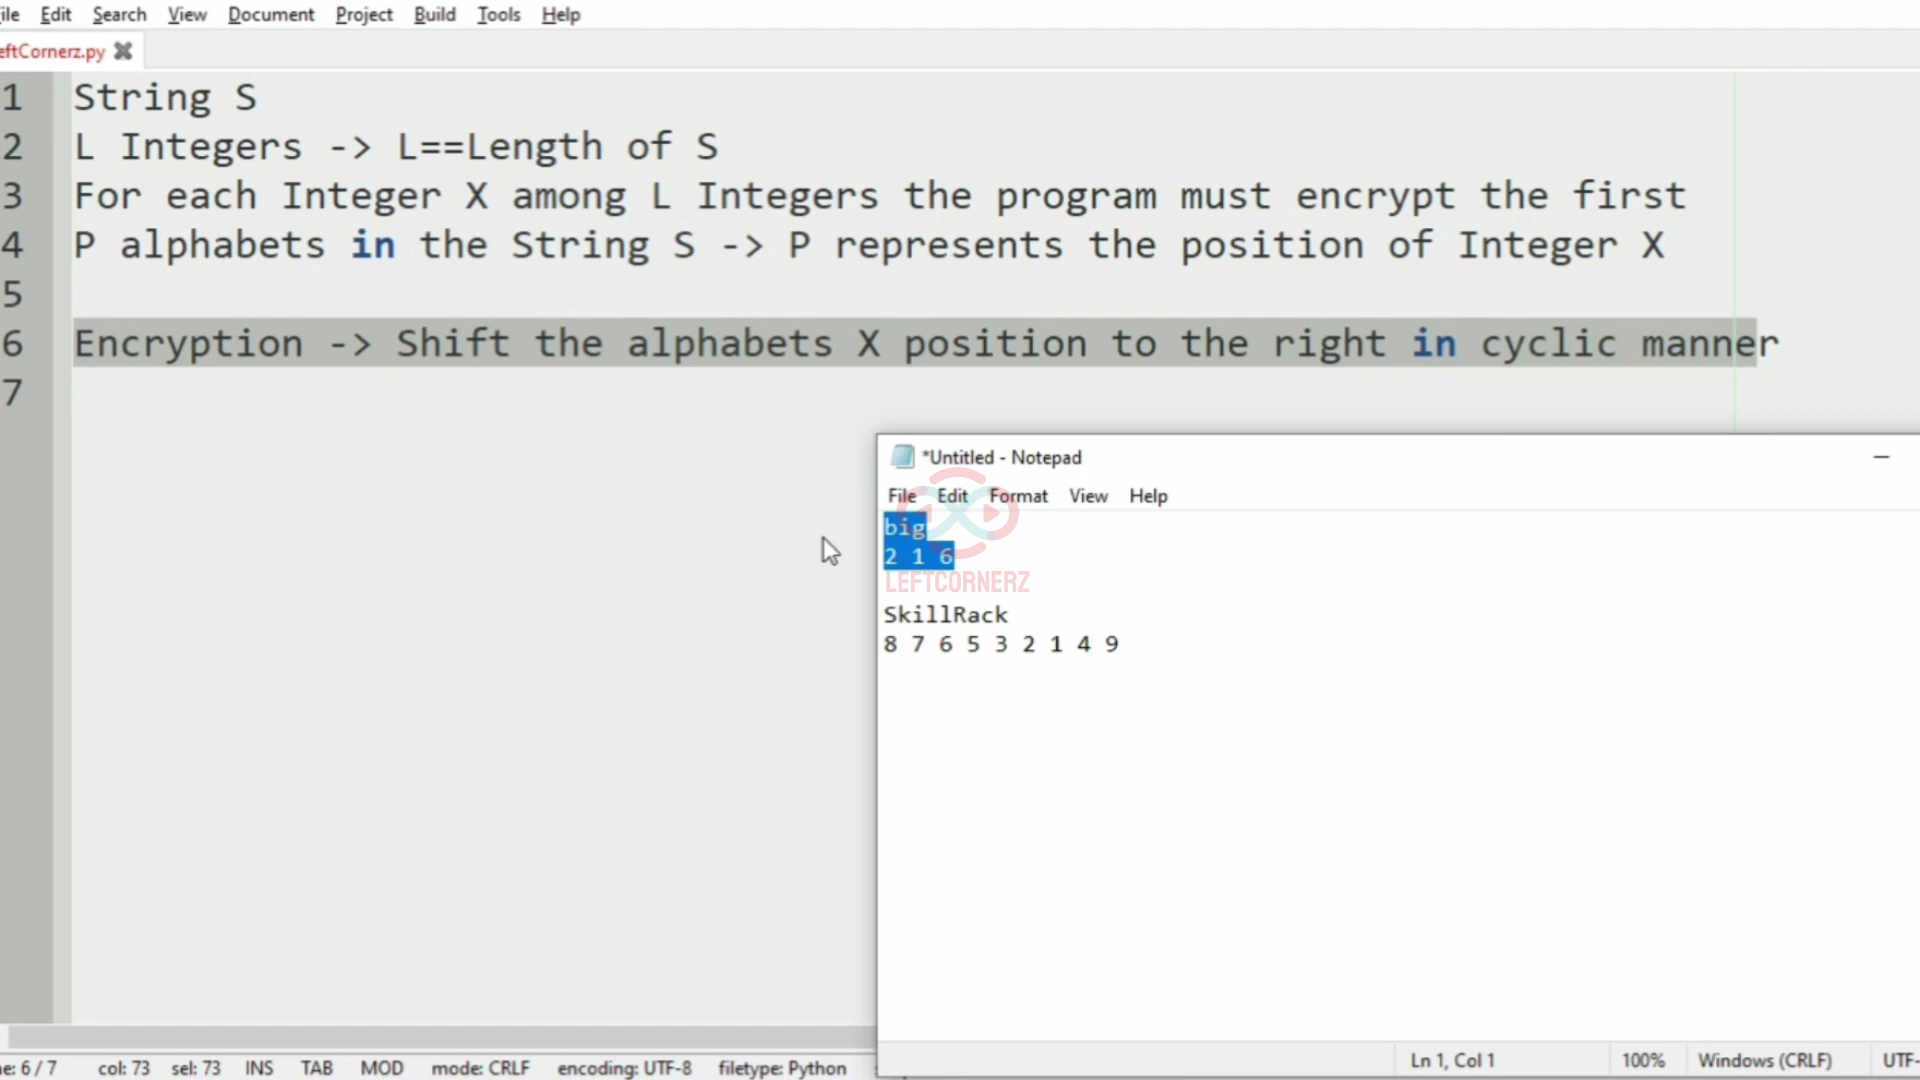 ile Edit Search View Document Project Build Tools Help
eftCornerz.py
1 String S
2 L Integers -> L==Length of S
3 For each Integer X among L Integers the program must encrypt the first
4 P alphabets in the String S -> P represents the position of Integer X
5
6 Encryption -> Shift the alphabets X position to the right in cyclic manner
7
*Untitled - Notepad
File Edit Format View Help
big
2 1 6
LEFTCORNERZ
SkillRack
8 7 6 5 3 2 1 4 9
Ln 1, Col 1 100% Windows (CRLF) UTF-
ne: 6 / 7 col: 73 sel: 73 INS TAB MOD mode: CRLF encoding: UTF-8 filetype: Python